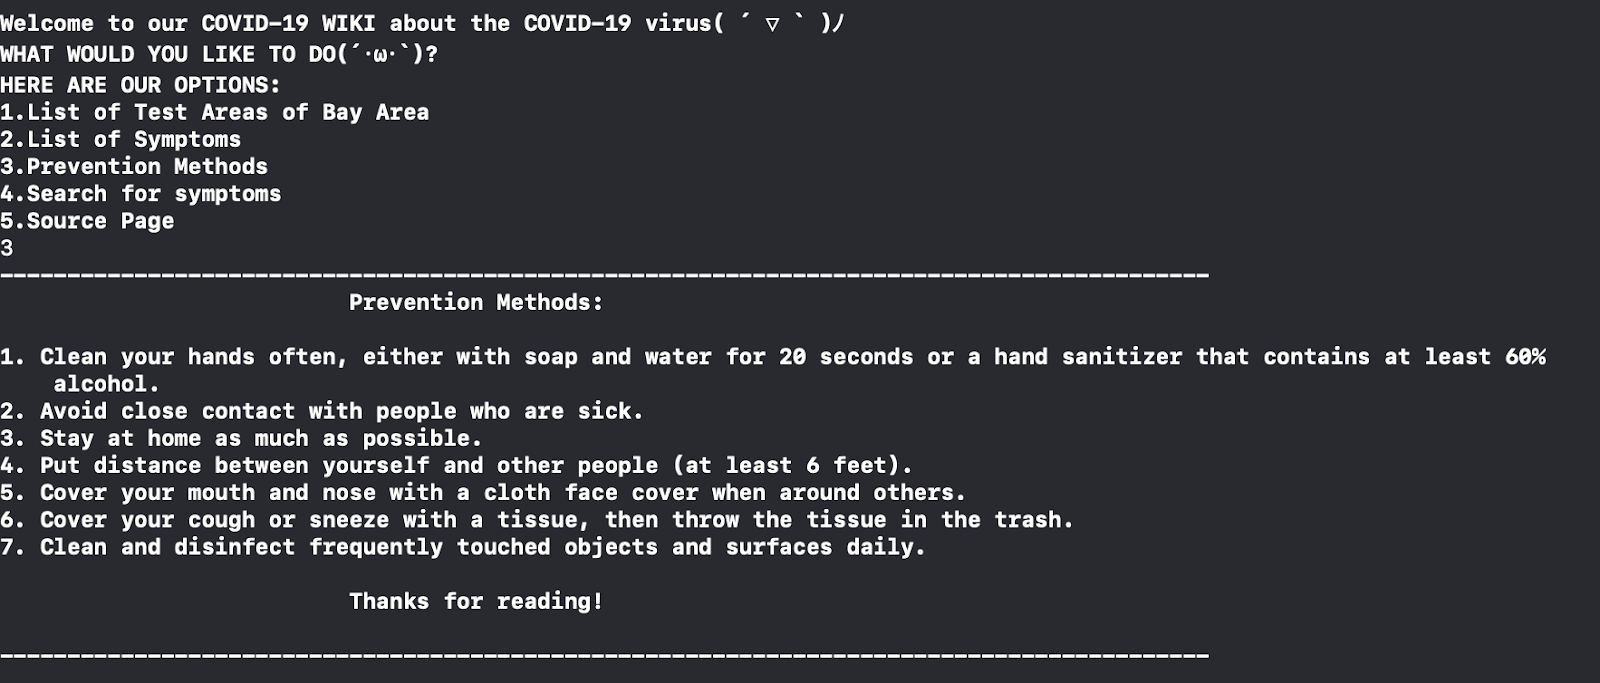 Welcome to our COVID-19 WIKI about the COVID-19 virus( ´ ▽ ` )ﾉ
WHAT WOULD YOU LIKE TO DO(´･ω･`)?
HERE ARE OUR OPTIONS:
1.List of Test Areas of Bay Area
2.List of Symptoms
3.Prevention Methods
4.Search for symptoms
5.Source Page
3
------------------------------------------------------------------------------------------
Prevention Methods:
1. Clean your hands often, either with soap and water for 20 seconds or a hand sanitizer that contains at least 60%
alcohol.
2. Avoid close contact with people who are sick.
3. Stay at home as much as possible.
4. Put distance between yourself and other people (at least 6 feet).
5. Cover your mouth and nose with a cloth face cover when around others.
6. Cover your cough or sneeze with a tissue, then throw the tissue in the trash.
7. Clean and disinfect frequently touched objects and surfaces daily.
Thanks for reading!
------------------------------------------------------------------------------------------